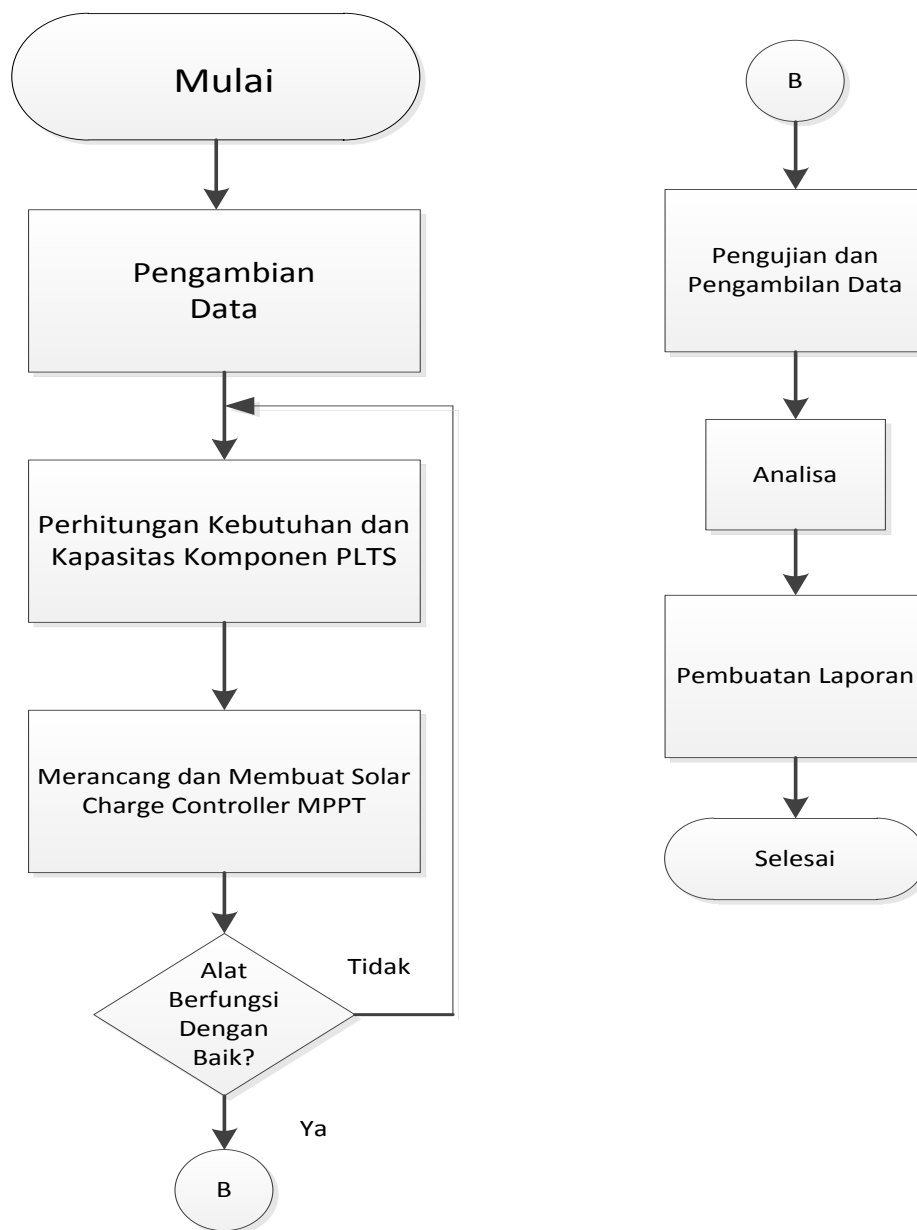 Mulai
Pengambian
Data
Perhitungan Kebutuhan dan
Kapasitas Komponen PLTS
Merancang dan Membuat Solar
Charge Controller MPPT
Alat
Berfungsi
Dengan
Baik?
Tidak
Ya
B
B
Pengujian dan
Pengambilan Data
Analisa
Pembuatan Laporan
Selesai